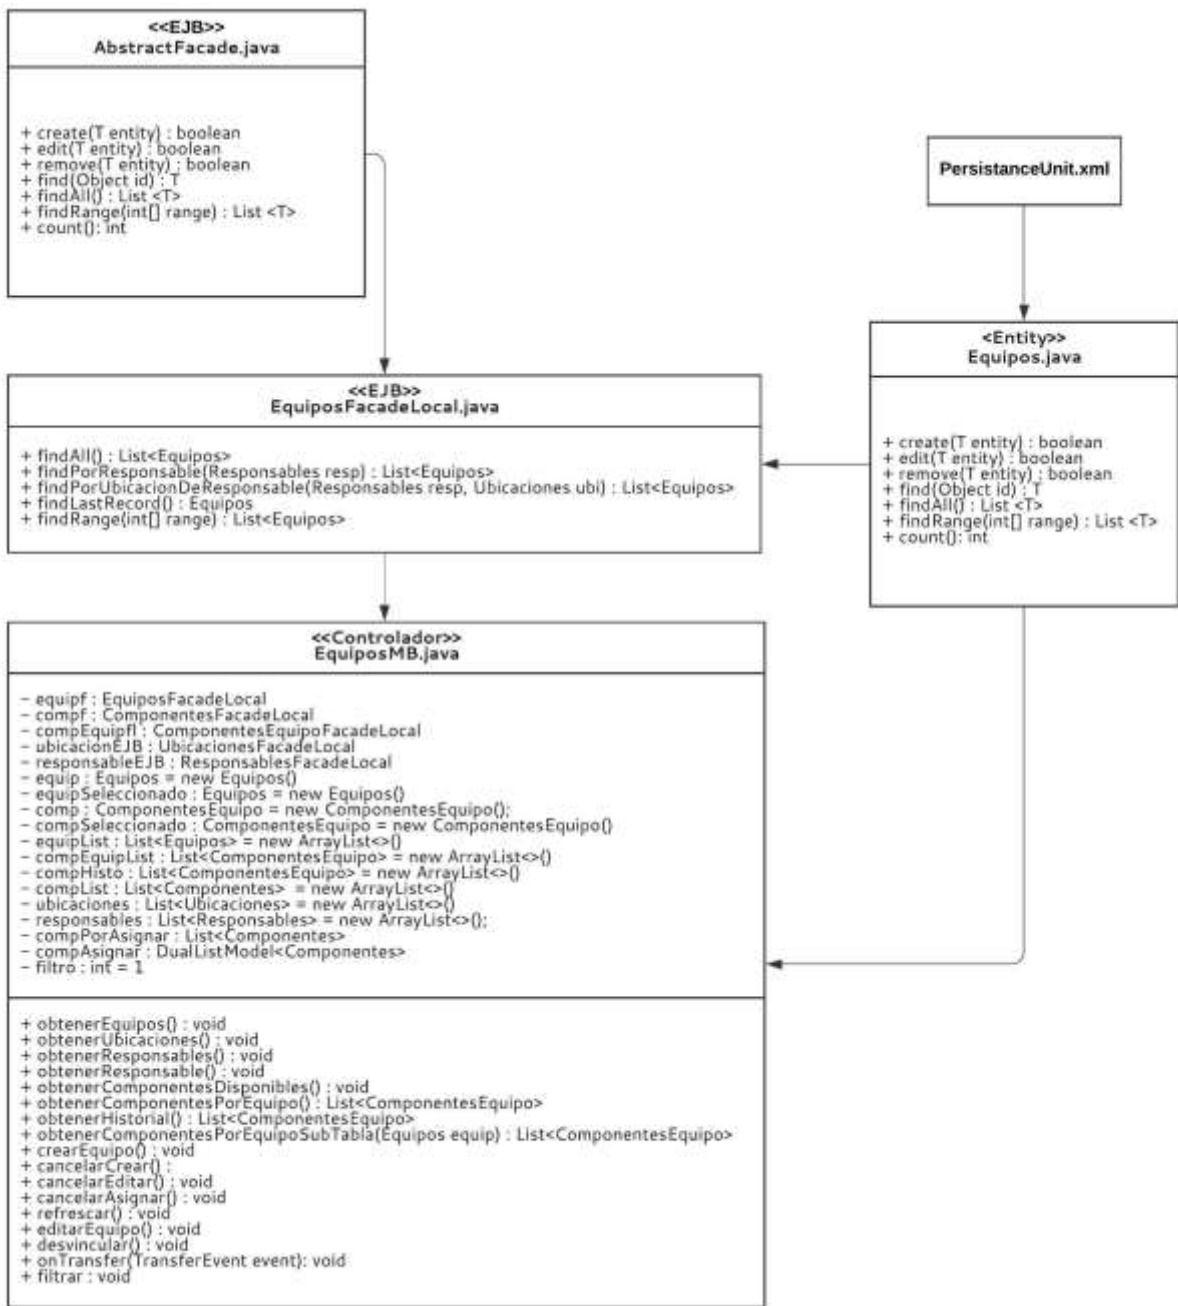 <<EJB>>
AbstractFacade.java
+ create(T entity) : boolean
+ edit(T entity) : boolean
+ remove(T entity) : boolean
+ find(Object id) : T
+ findAll() : List <T>
+ findRange(int[] range) : List <T>
+ count(): int
PersistanceUnit.xml
<Entity>>
Equipos.java
+ create(T entity) : boolean
+ edit(T entity) : boolean
+ remove(T entity) : boolean
+ find(Object id) : T
+ findAll() : List <T>
+ findRange(int[] range) : List <T>
+ count(): int
<<EJB>>
EquiposFacadeLocal.java
+ findAll() : List<Equipos>
+ findPorResponsable(Responsables resp) : List<Equipos>
+ findPorUbicacionDeResponsable(Responsables resp, Ubicaciones ubi) : List<Equipos>
+ findLastRecord() : Equipos
+ findRange(int[] range) : List<Equipos>
<<Controlador>>
EquiposMB.java
- equipf : EquiposFacadeLocal
- compf : ComponentesFacadeLocal
- compEquipfl : ComponentesEquipoFacadeLocal
- ubicacionEJB : UbicacionesFacadeLocal
- responsableEJB : ResponsablesFacadeLocal
- equip : Equipos = new Equipos()
- equipSeleccionado : Equipos = new Equipos()
- comp : ComponentesEquipo = new ComponentesEquipo();
- compSeleccionado : ComponentesEquipo = new ComponentesEquipo()
- equipList : List<Equipos> = new ArrayList<>()
- compEquipList : List<ComponentesEquipo> = new ArrayList<>()
- compHisto : List<ComponentesEquipo> = new ArrayList<>()
- compList : List<Componentes> = new ArrayList<>()
- ubicaciones : List<Ubicaciones> = new ArrayList<>()
- responsables : List<Responsables> = new ArrayList<>();
- compPorAsignar : List<Componentes>
- compAsignar : DualListModel<Componentes>
- filtro : int = 1
+ obtenerEquipos() : void
+ obtenerUbicaciones() : void
+ obtenerResponsables() : void
+ obtenerResponsable() : void
+ obtenerComponentesDisponibles() : void
+ obtenerComponentesPorEquipo() : List<ComponentesEquipo>
+ obtenerHistorial() : List<ComponentesEquipo>
+ obtenerComponentesPorEquipoSubTabla(Equipos equip) : List<ComponentesEquipo>
+ crearEquipo() : void
+ cancelarCrear() :
+ cancelarEditar() : void
+ cancelarAsignar() : void
+ refrescar() : void
+ editarEquipo() : void
+ desvincular() : void
+ onTransfer(TransferEvent event): void
+ filtrar : void